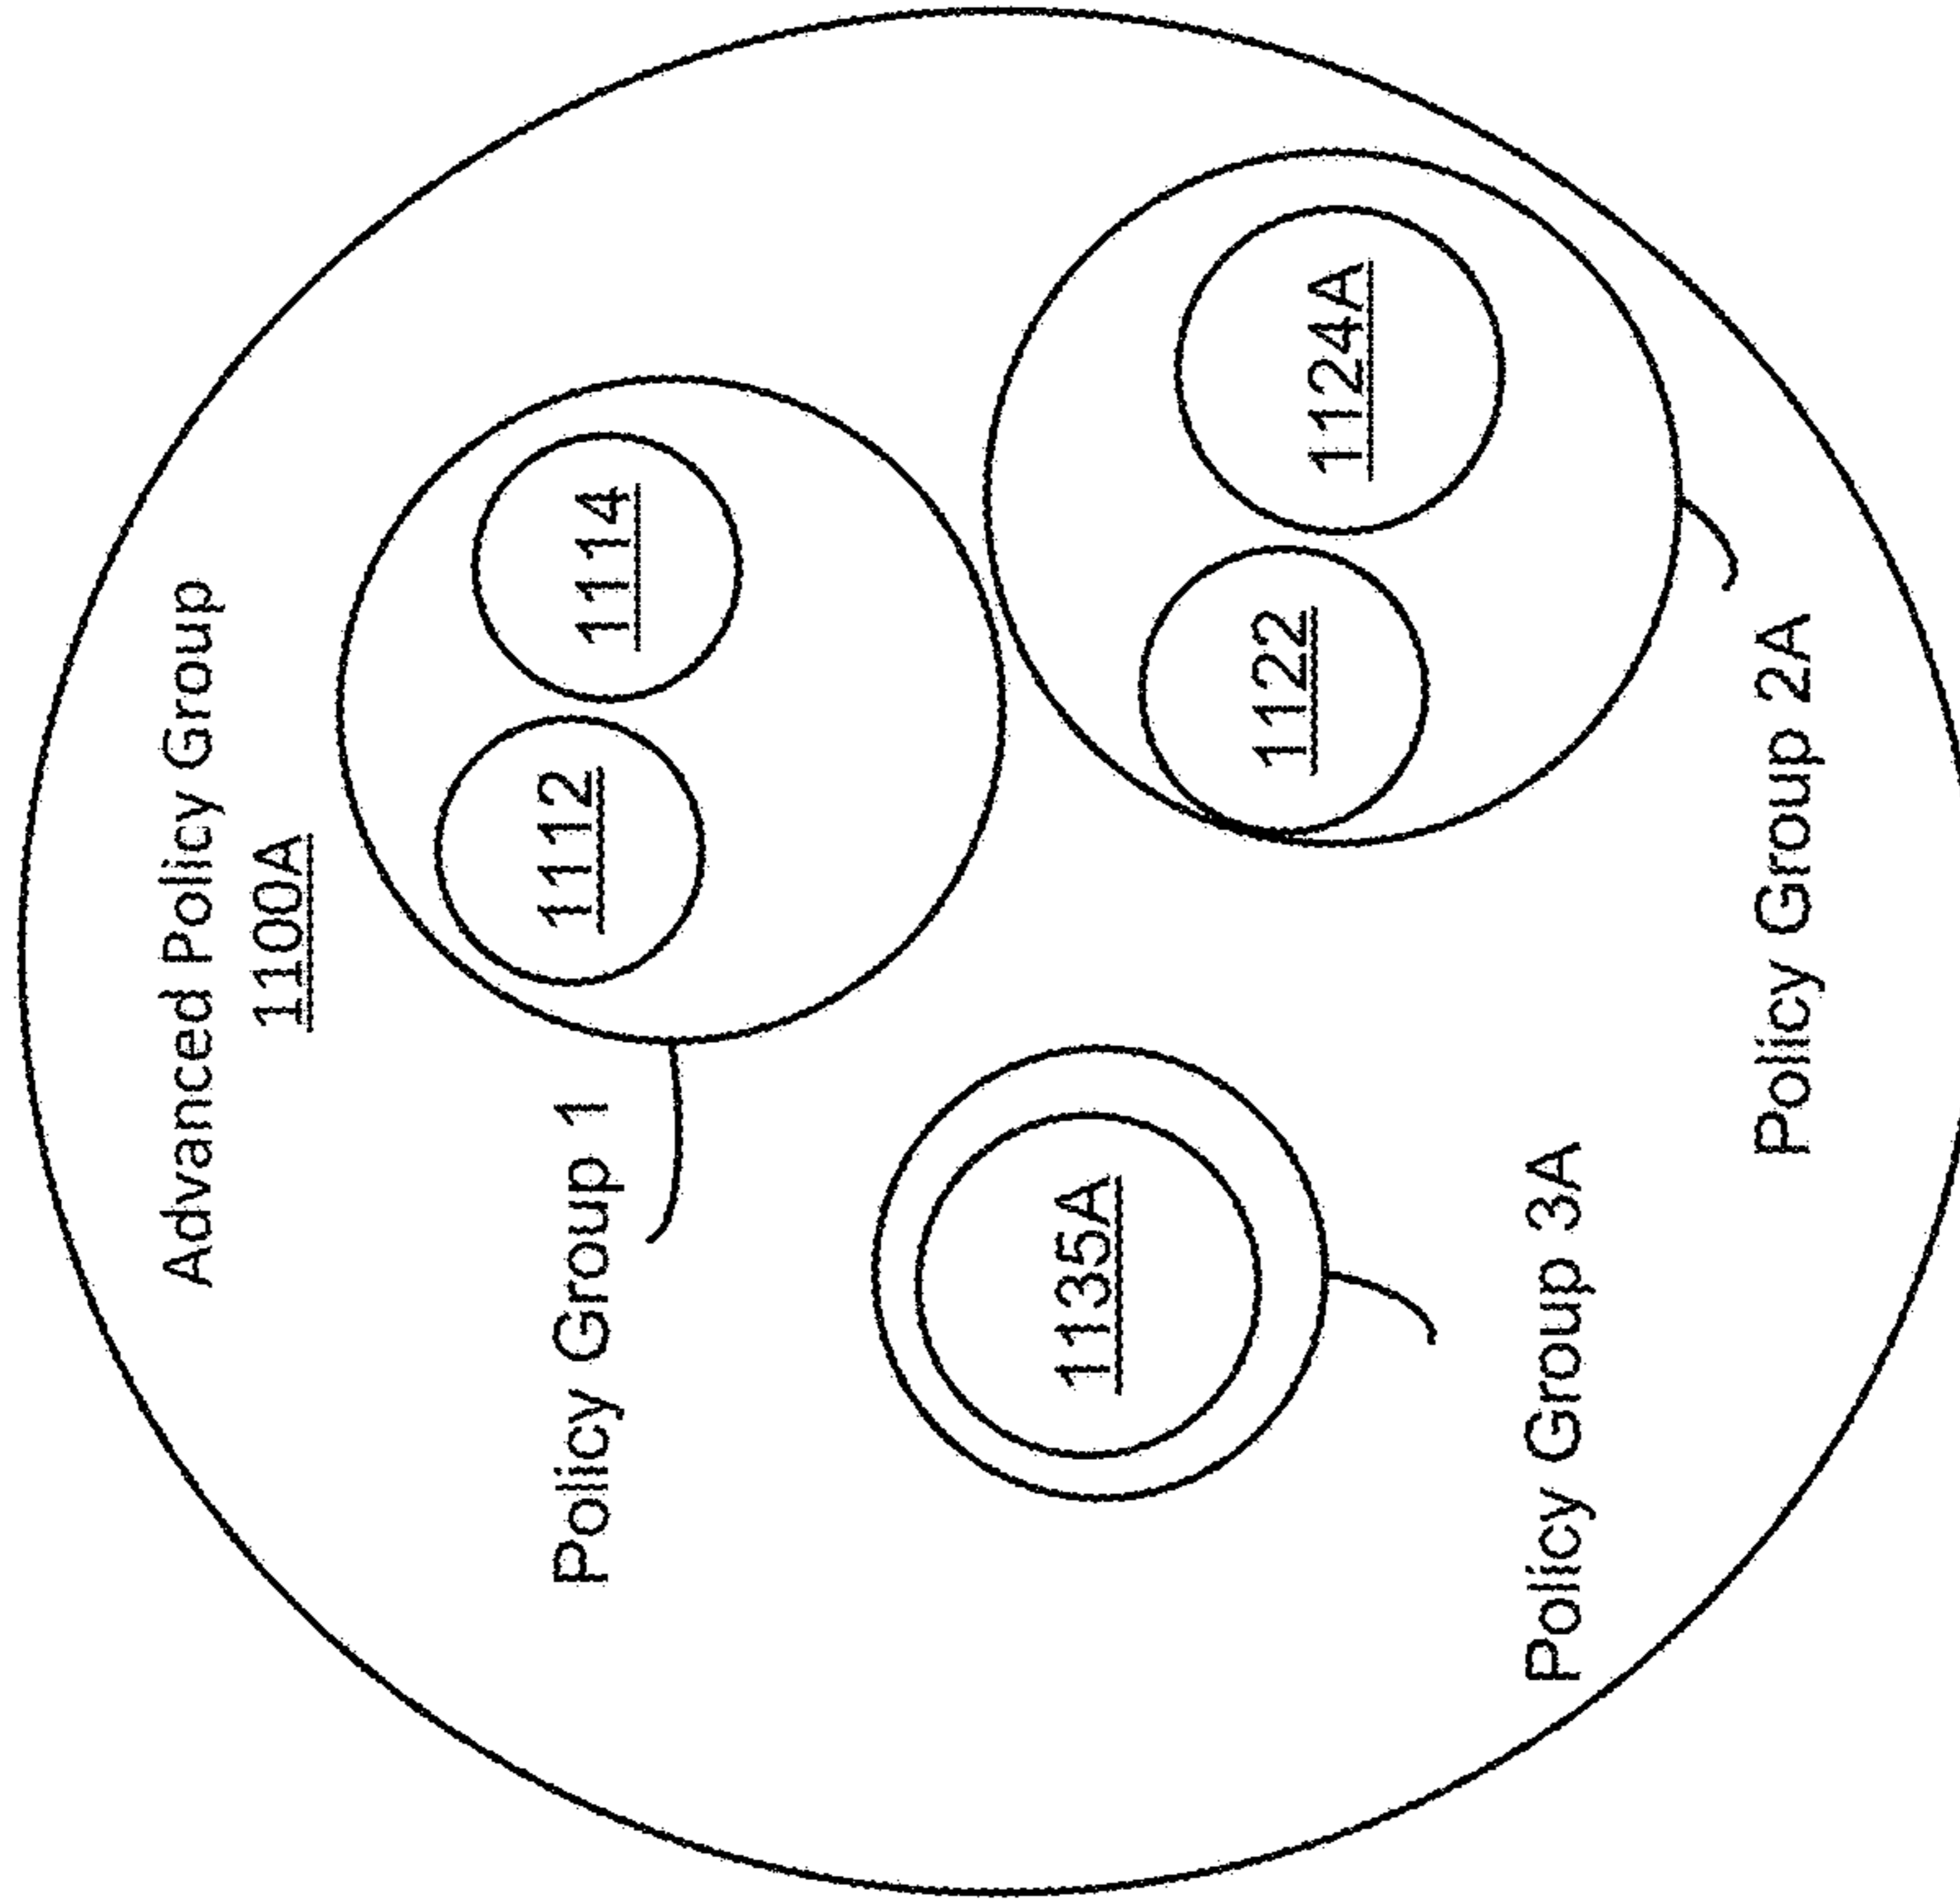 Advanced Policy Group
1100A
Policy Group 1
1112
1114
1135A
1122
1124A
Policy Group 3A
Policy Group 2A